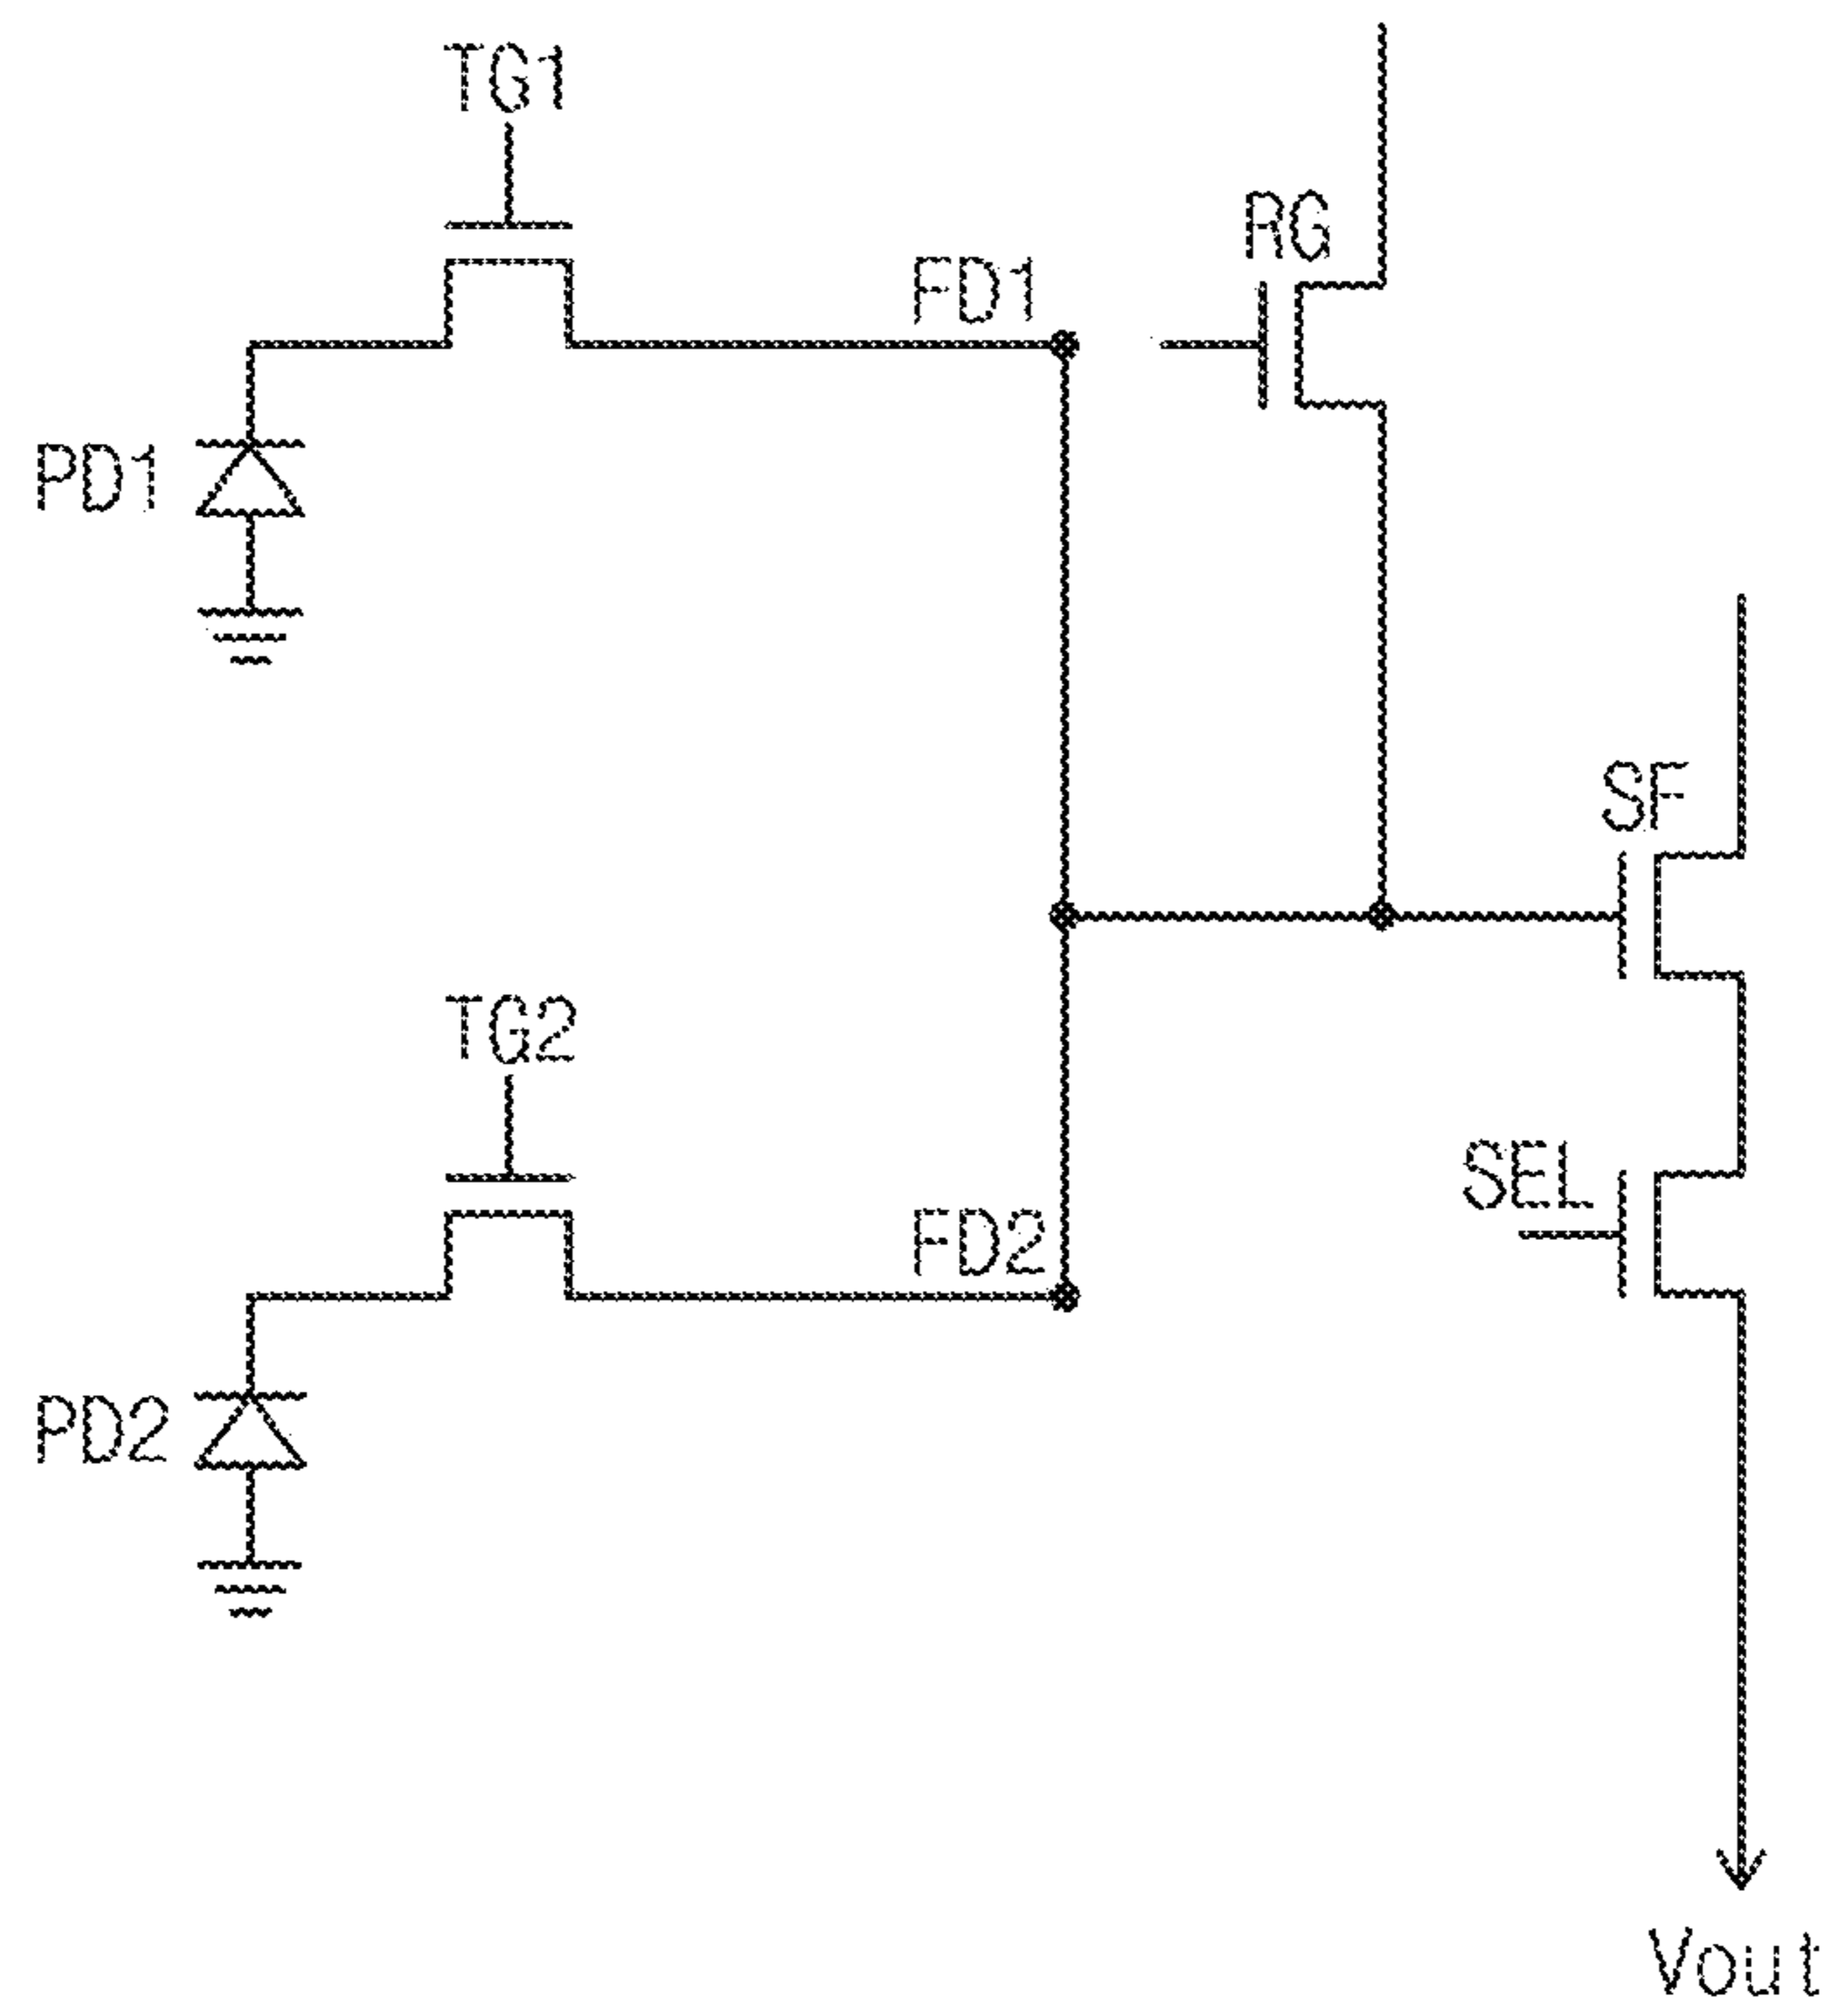 TG1
RG
FD1
PD1
SF
TG2
SEL
FD2
PD2
Vout